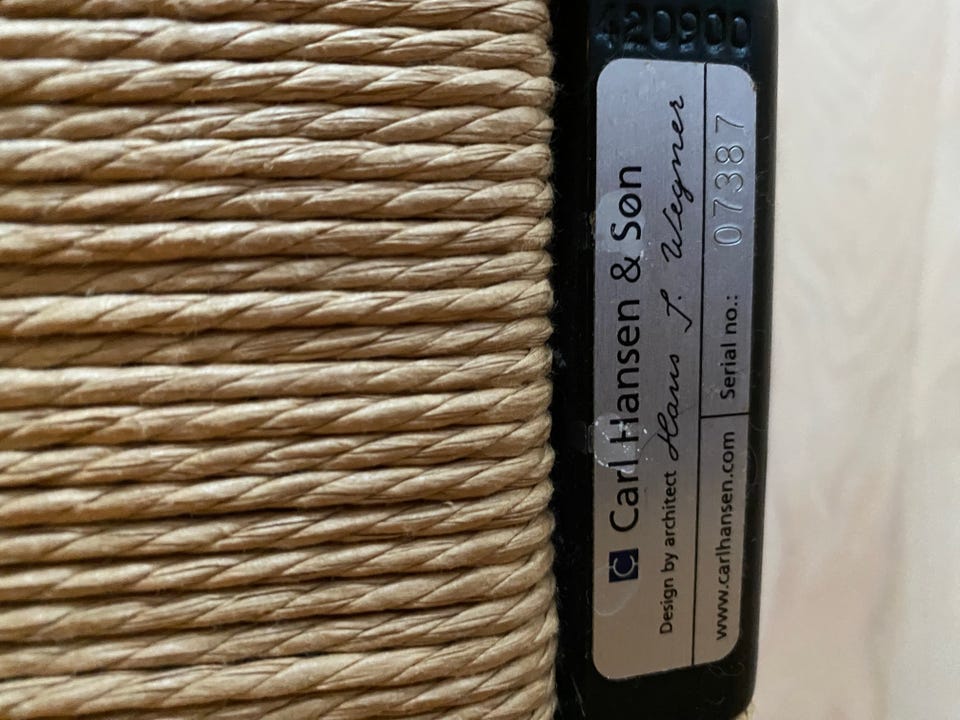 420900
Carl Hansen & Søn
Design by architect Hans J. Wegner
www.carlhansen.com Serial no.: 07387